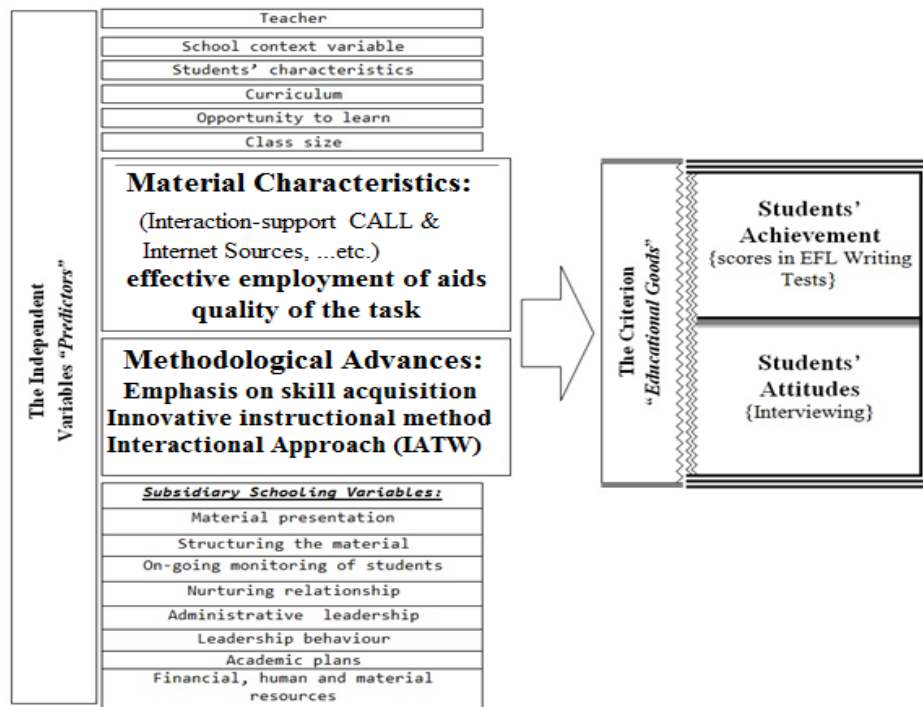 The Independent
Variables "Predictors"
Teacher
School context variable
Students' characteristics
Curriculum
Opportunity to learn
Class size
Material Characteristics:
(Interaction-support CALL &
Internet Sources, ...etc.)
effective employment of aids
quality of the task
Methodological Advances:
Emphasis on skill acquisition
Innovative instructional method
Interactional Approach (IATW)
Subsidiary Schooling Variables:
Material presentation
Structuring the material
On-going monitoring of students
Nurturing relationship
Administrative leadership
Leadership behaviour
Academic plans
Financial, human and material
resources
The Criterion
"Educational Goods"
Students'
Achievement
{scores in EFL Writing
Tests}
Students'
Attitudes
{Interviewing}